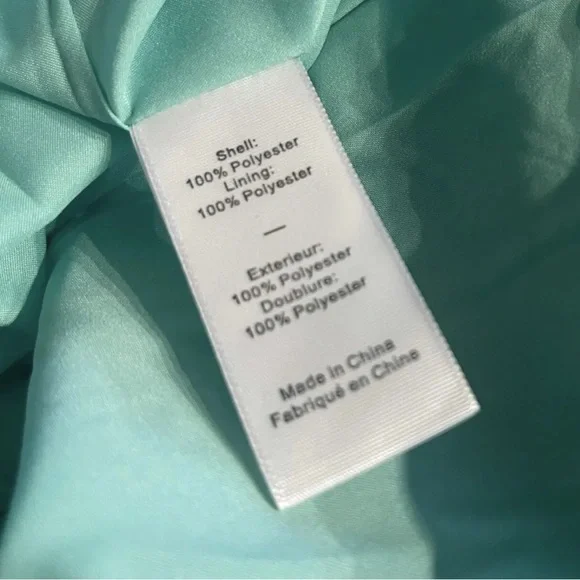 Shell:
100% Polyester
Lining:
100% Polyester
—
Exterieur:
100% Polyester
Doublure:
100% Polyester
Made in China
Fabriqué en Chine